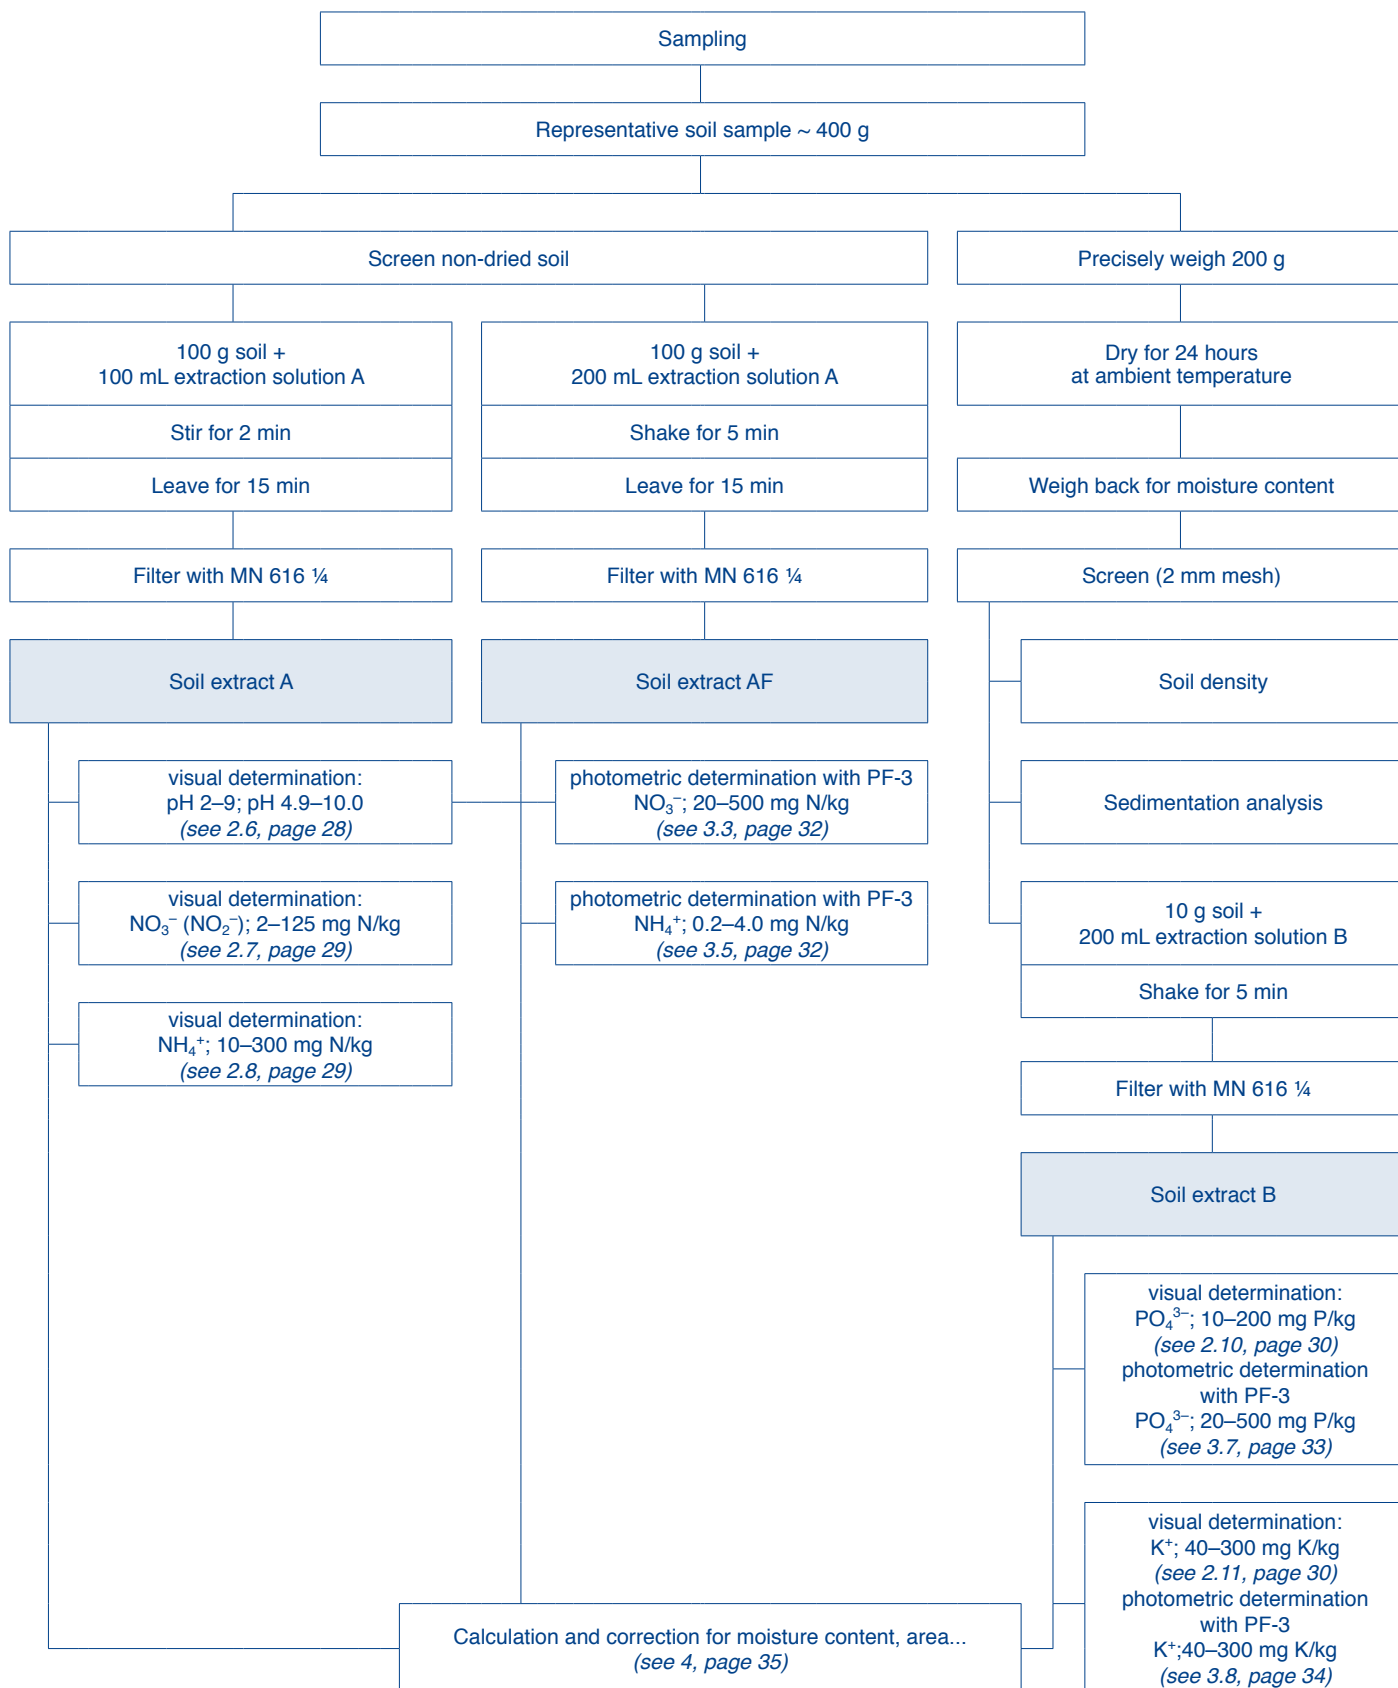 Sampling
Representative soil sample ~ 400 g
Screen non-dried soil
Precisely weigh 200 g
100 g soil +
100 mL extraction solution A
Stir for 2 min
Leave for 15 min
Filter with MN 616 ¼
Soil extract A
visual determination:
pH 2–9; pH 4.9–10.0
(see 2.6, page 28)
visual determination:
NO₃⁻ (NO₂⁻); 2–125 mg N/kg
(see 2.7, page 29)
visual determination:
NH₄⁺; 10–300 mg N/kg
(see 2.8, page 29)
100 g soil +
200 mL extraction solution A
Shake for 5 min
Leave for 15 min
Filter with MN 616 ¼
Soil extract AF
photometric determination with PF-3
NO₃⁻; 20–500 mg N/kg
(see 3.3, page 32)
photometric determination with PF-3
NH₄⁺; 0.2–4.0 mg N/kg
(see 3.5, page 32)
Dry for 24 hours
at ambient temperature
Weigh back for moisture content
Screen (2 mm mesh)
Soil density
Sedimentation analysis
10 g soil +
200 mL extraction solution B
Shake for 5 min
Filter with MN 616 ¼
Soil extract B
visual determination:
PO₄³⁻; 10–200 mg P/kg
(see 2.10, page 30)
photometric determination
with PF-3
PO₄³⁻; 20–500 mg P/kg
(see 3.7, page 33)
visual determination:
K⁺; 40–300 mg K/kg
(see 2.11, page 30)
photometric determination
with PF-3
K⁺;40–300 mg K/kg
(see 3.8, page 34)
Calculation and correction for moisture content, area...
(see 4, page 35)